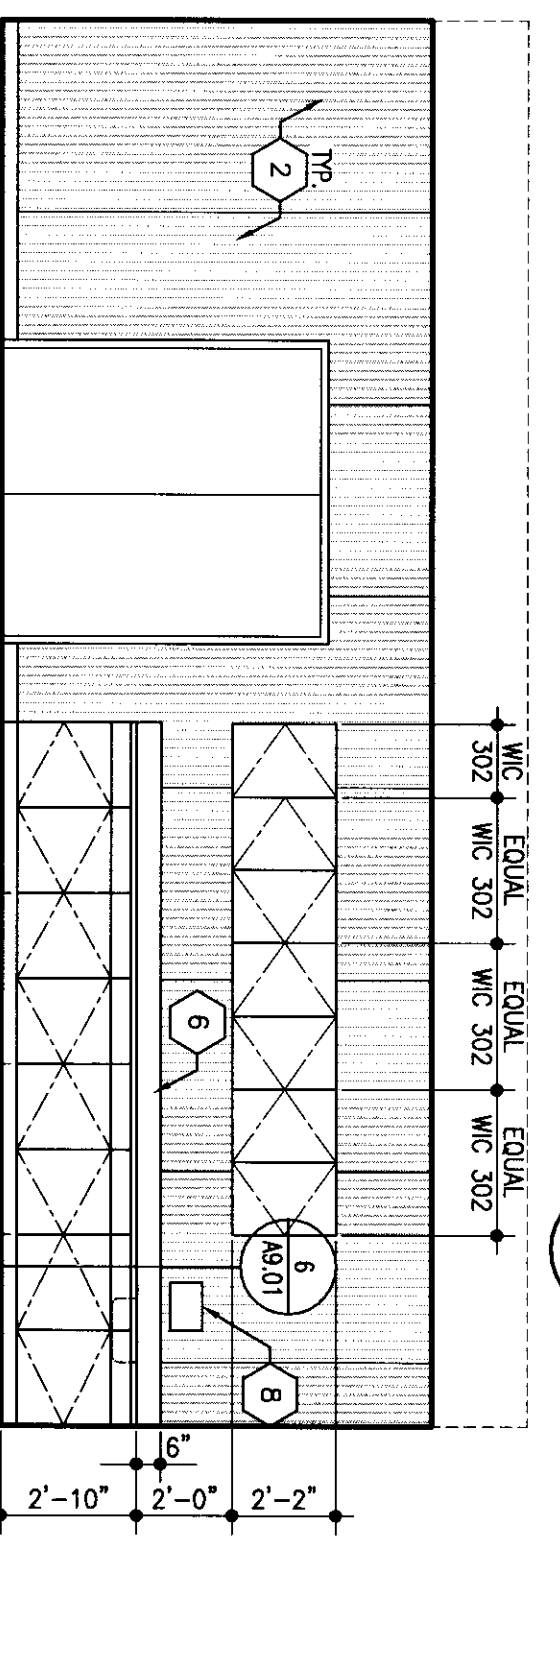 WIC
302
EQUAL
WIC 302
EQUAL
WIC 302
EQUAL
WIC 302
TYP.
2
6
6
A9.01
8
6"
2'-10"
2'-0"
2'-2"